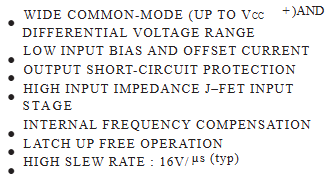 • WIDE COMMON-MODE (UP TO Vcc +)AND
DIFFERENTIAL VOLTAGE RANGE
• LOW INPUT BIAS AND OFFSET CURRENT
• OUTPUT SHORT-CIRCUIT PROTECTION
• HIGH INPUT IMPEDANCE J–FET INPUT
STAGE
• INTERNAL FREQUENCY COMPENSATION
• LATCH UP FREE OPERATION
• HIGH SLEW RATE : 16V/µs (typ)